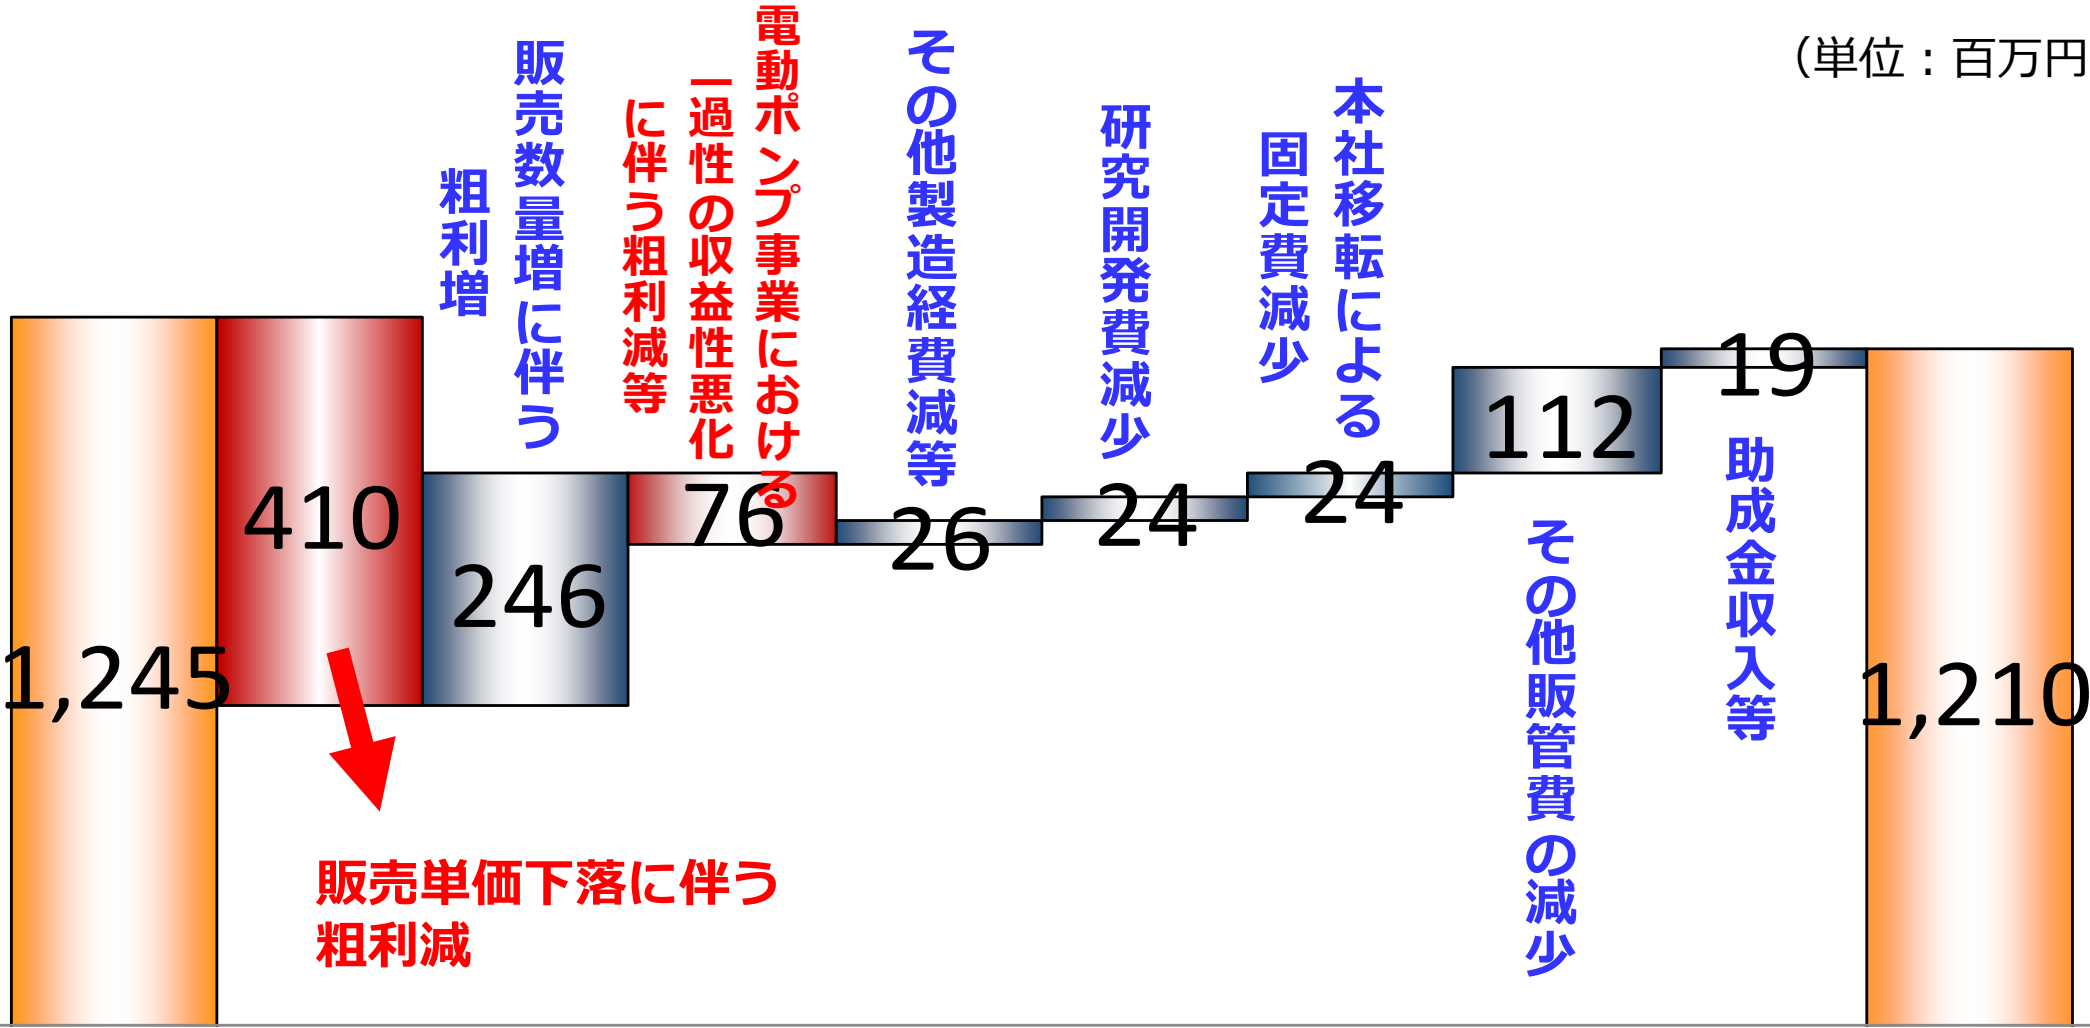 （単位：百万円
1,245
410
販売単価下落に伴う
粗利減
販売数量増に伴う
粗利増
246
電動ポンプ事業における
一過性の収益性悪化
に伴う粗利減等
76
その他製造経費減等
26
研究開発費減少
24
本社移転による
固定費減少
24
112
その他販管費の減少
19
助成金収入等
1,210